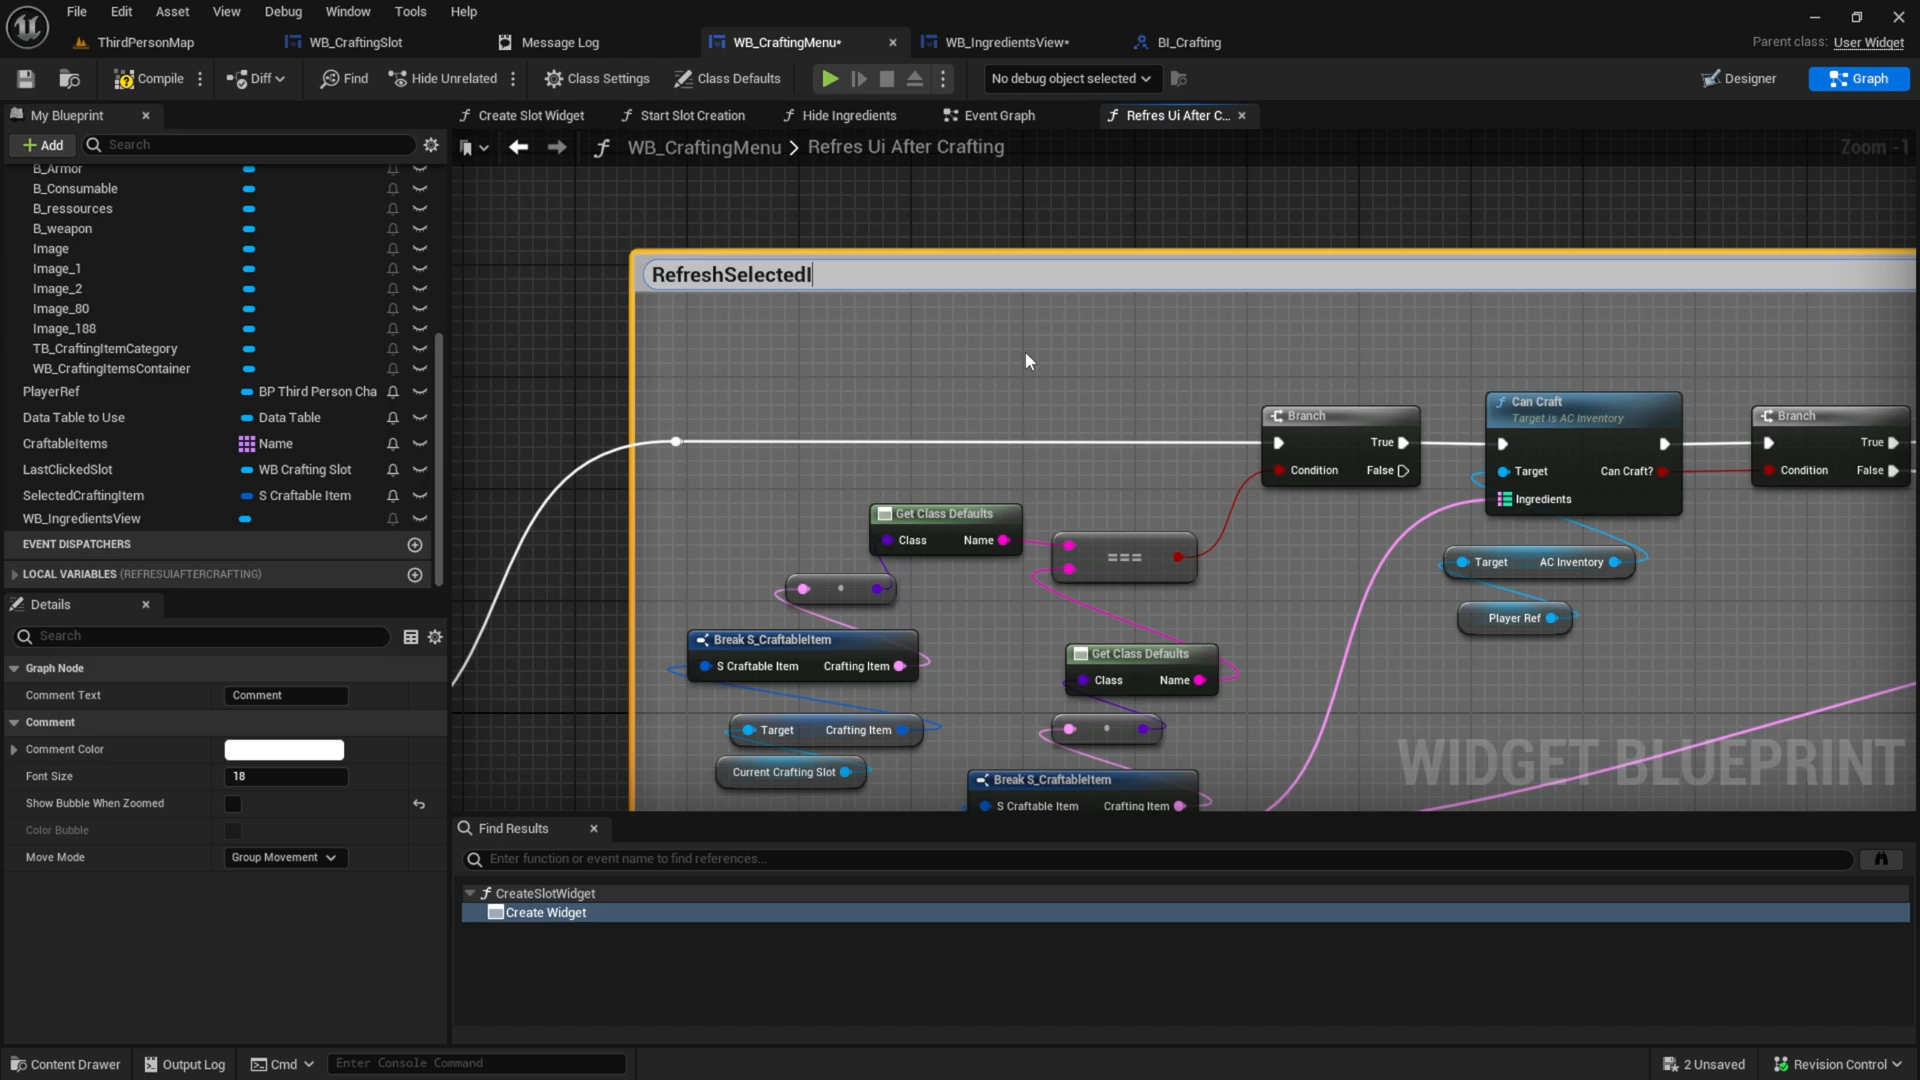 File Edit Asset View Debug Window Tools Help
ThirdPersonMap WB_CraftingSlot Message Log WB_CraftingMenu* WB_IngredientsView* BI_Crafting Parent class: User Widget
Compile Diff Find Hide Unrelated Class Settings Class Defaults No debug object selected Designer Graph
My Blueprint Create Slot Widget Start Slot Creation Hide Ingredients Event Graph Refres Ui After C...
Add Search WB_CraftingMenu > Refres Ui After Crafting Zoom -1
B_Armor
B_Consumable
B_ressources
B_weapon
Image
Image_1
Image_2
Image_80
Image_188
TB_CraftingItemCategory
WB_CraftingItemsContainer
PlayerRef BP Third Person Cha
Data Table to Use Data Table
CraftableItems Name
LastClickedSlot WB Crafting Slot
SelectedCraftingItem S Craftable Item
WB_IngredientsView
EVENT DISPATCHERS
LOCAL VARIABLES (REFRESUIAFTERCRAFTING)
Details
Search
Graph Node
Comment Text Comment
Comment
Comment Color
Font Size 18
Show Bubble When Zoomed
Color Bubble
Move Mode Group Movement
RefreshSelectedI
Branch
True
Condition False
Can Craft
Target is AC Inventory
Target Can Craft?
Ingredients
Branch
True
Condition False
Get Class Defaults
Class Name
===
Target AC Inventory
Player Ref
Break S_CraftableItem
S Craftable Item Crafting Item
Get Class Defaults
Class Name
Target Crafting Item
Current Crafting Slot
Break S_CraftableItem
S Craftable Item Crafting Item
WIDGET BLUEPRINT
Find Results
Enter function or event name to find references...
CreateSlotWidget
Create Widget
Content Drawer Output Log Cmd Enter Console Command 2 Unsaved Revision Control